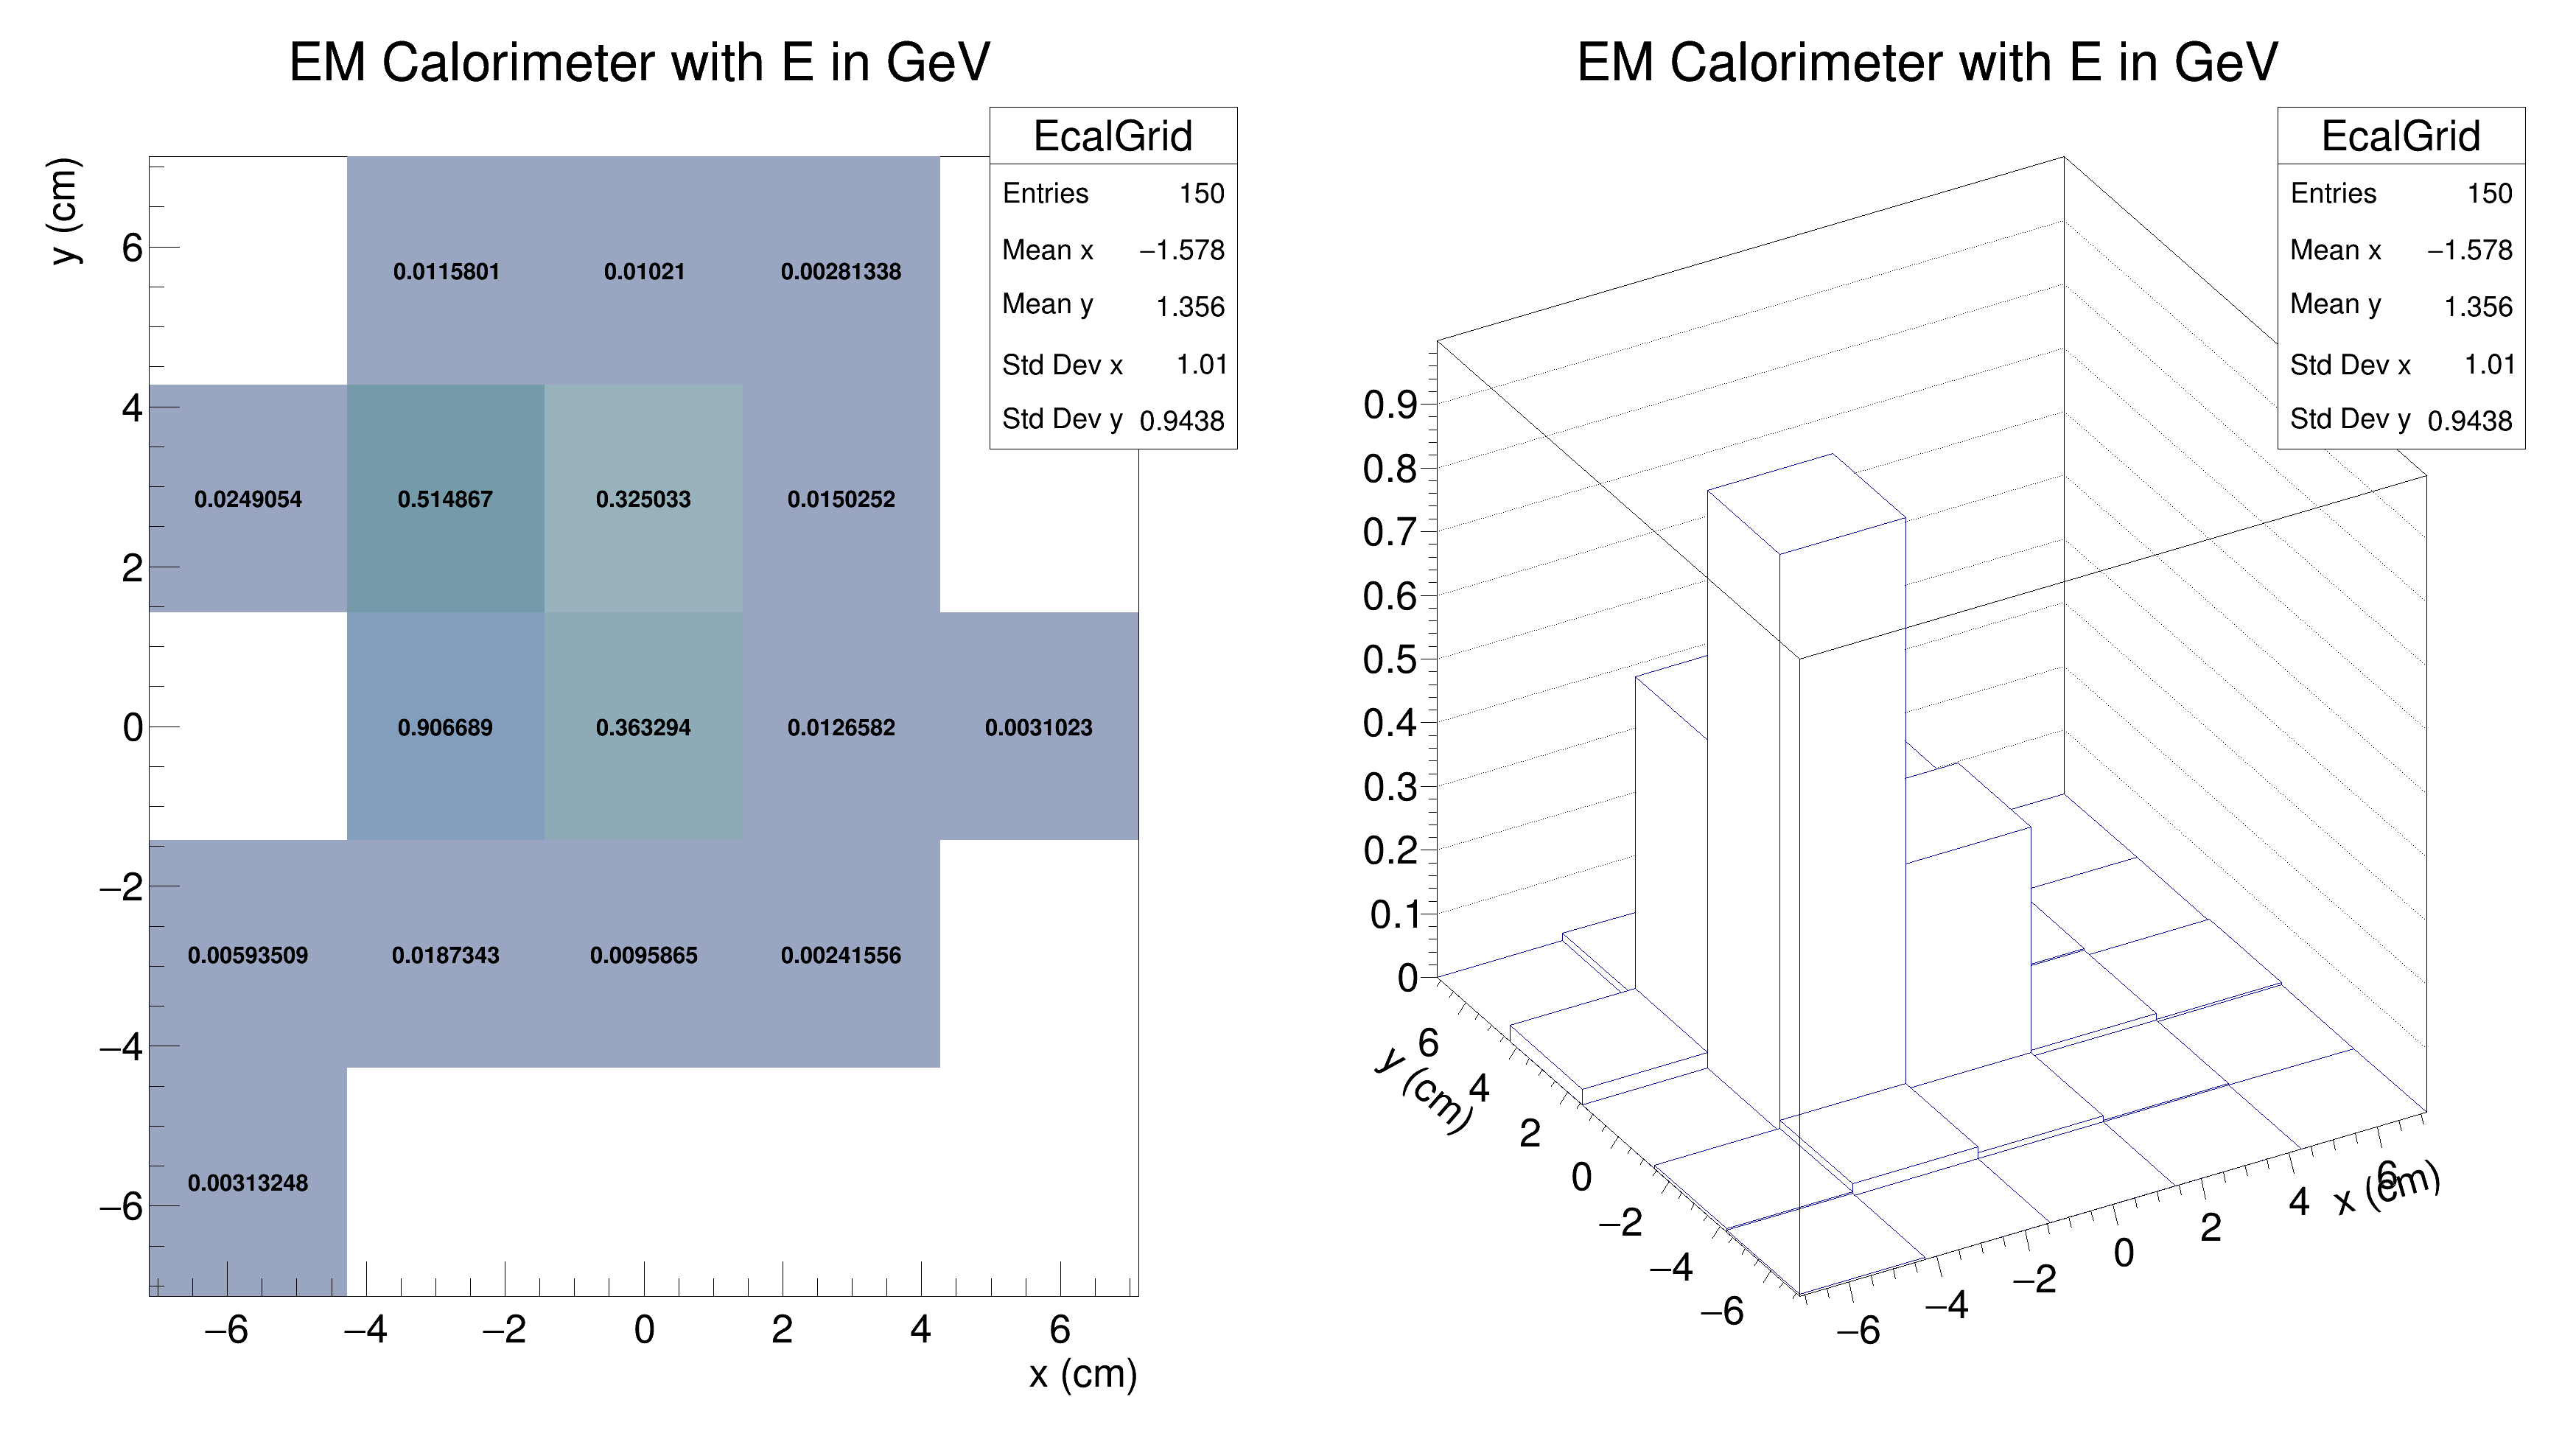 EM Calorimeter with E in GeV
EcalGrid
Entries 150
Mean x −1.578
Mean y 1.356
Std Dev x 1.01
Std Dev y 0.9438
y (cm)
6
4
2
0
−2
−4
−6
0.0115801 0.01021 0.00281338
0.0249054 0.514867 0.325033 0.0150252
0.906689 0.363294 0.0126582 0.0031023
0.00593509 0.0187343 0.0095865 0.00241556
0.00313248
−6 −4 −2 0 2 4 6
x (cm)
EM Calorimeter with E in GeV
EcalGrid
Entries 150
Mean x −1.578
Mean y 1.356
Std Dev x 1.01
Std Dev y 0.9438
0.9
0.8
0.7
0.6
0.5
0.4
0.3
0.2
0.1
0
y (cm)
6
4
2
0
−2
−4
−6
−6 −4 −2 0 2 4 6
x (cm)